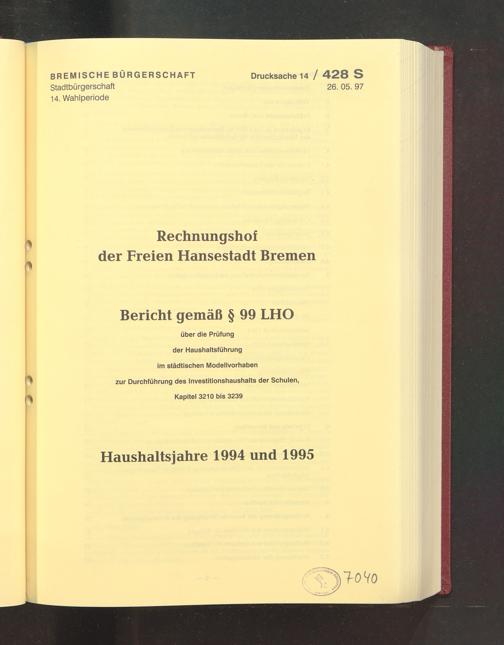 BREMISCHE BÜRGERSCHAFT
Stadtbürgerschaft
14. Wahlperiode
Drucksache 14 / 428 S
26. 05. 97
Rechnungshof
der Freien Hansestadt Bremen
Bericht gemäß § 99 LHO
über die Prüfung
der Haushaltsführung
im städtischen Modellvorhaben
zur Durchführung des Investitionshaushalts der Schulen,
Kapitel 3210 bis 3239
Haushaltsjahre 1994 und 1995
7040